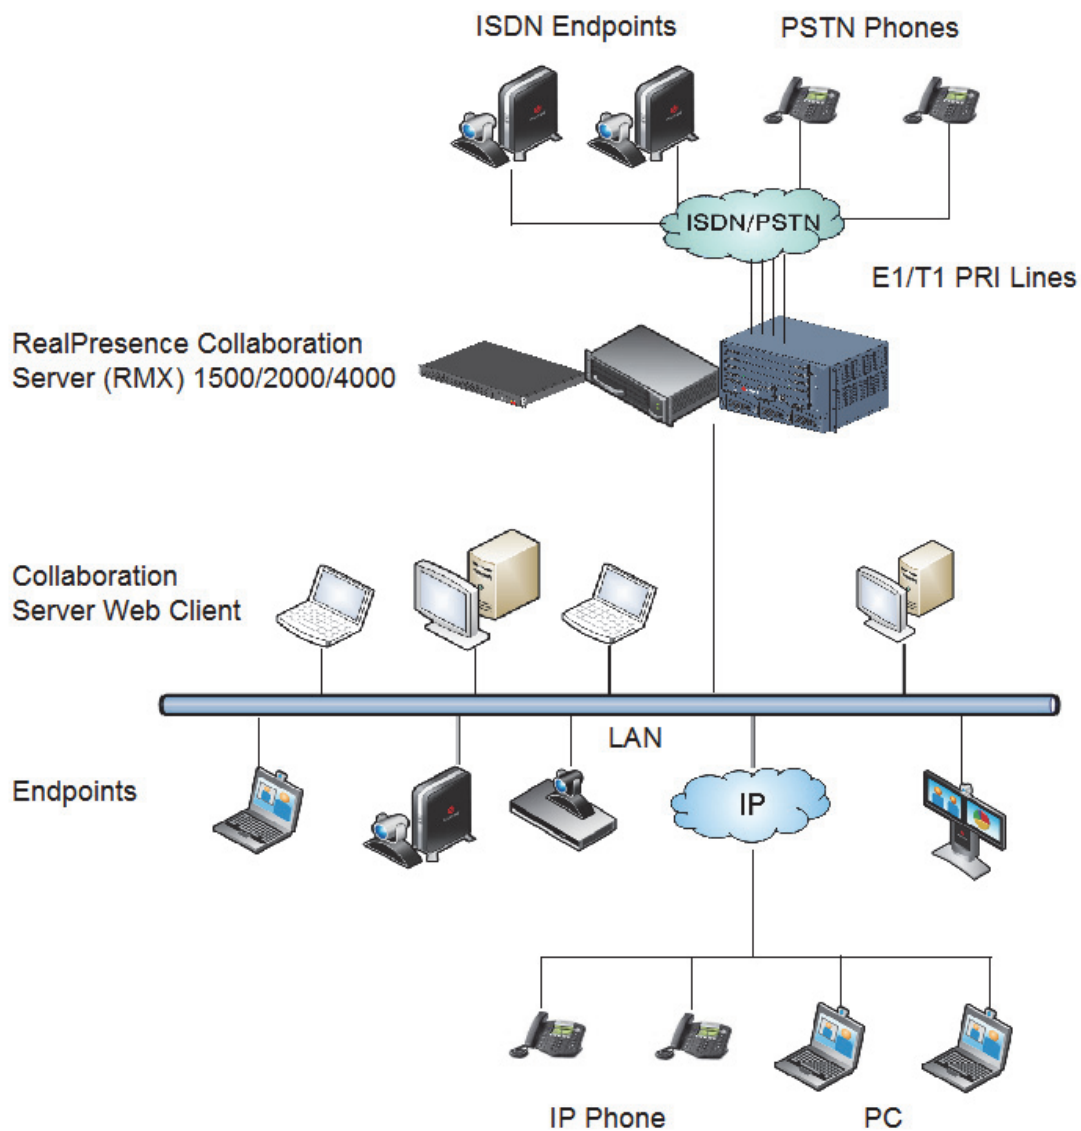 ISDN Endpoints
PSTN Phones
ISDN/PSTN
E1/T1 PRI Lines
RealPresence Collaboration
Server (RMX) 1500/2000/4000
Collaboration
Server Web Client
LAN
Endpoints
IP
IP Phone
PC